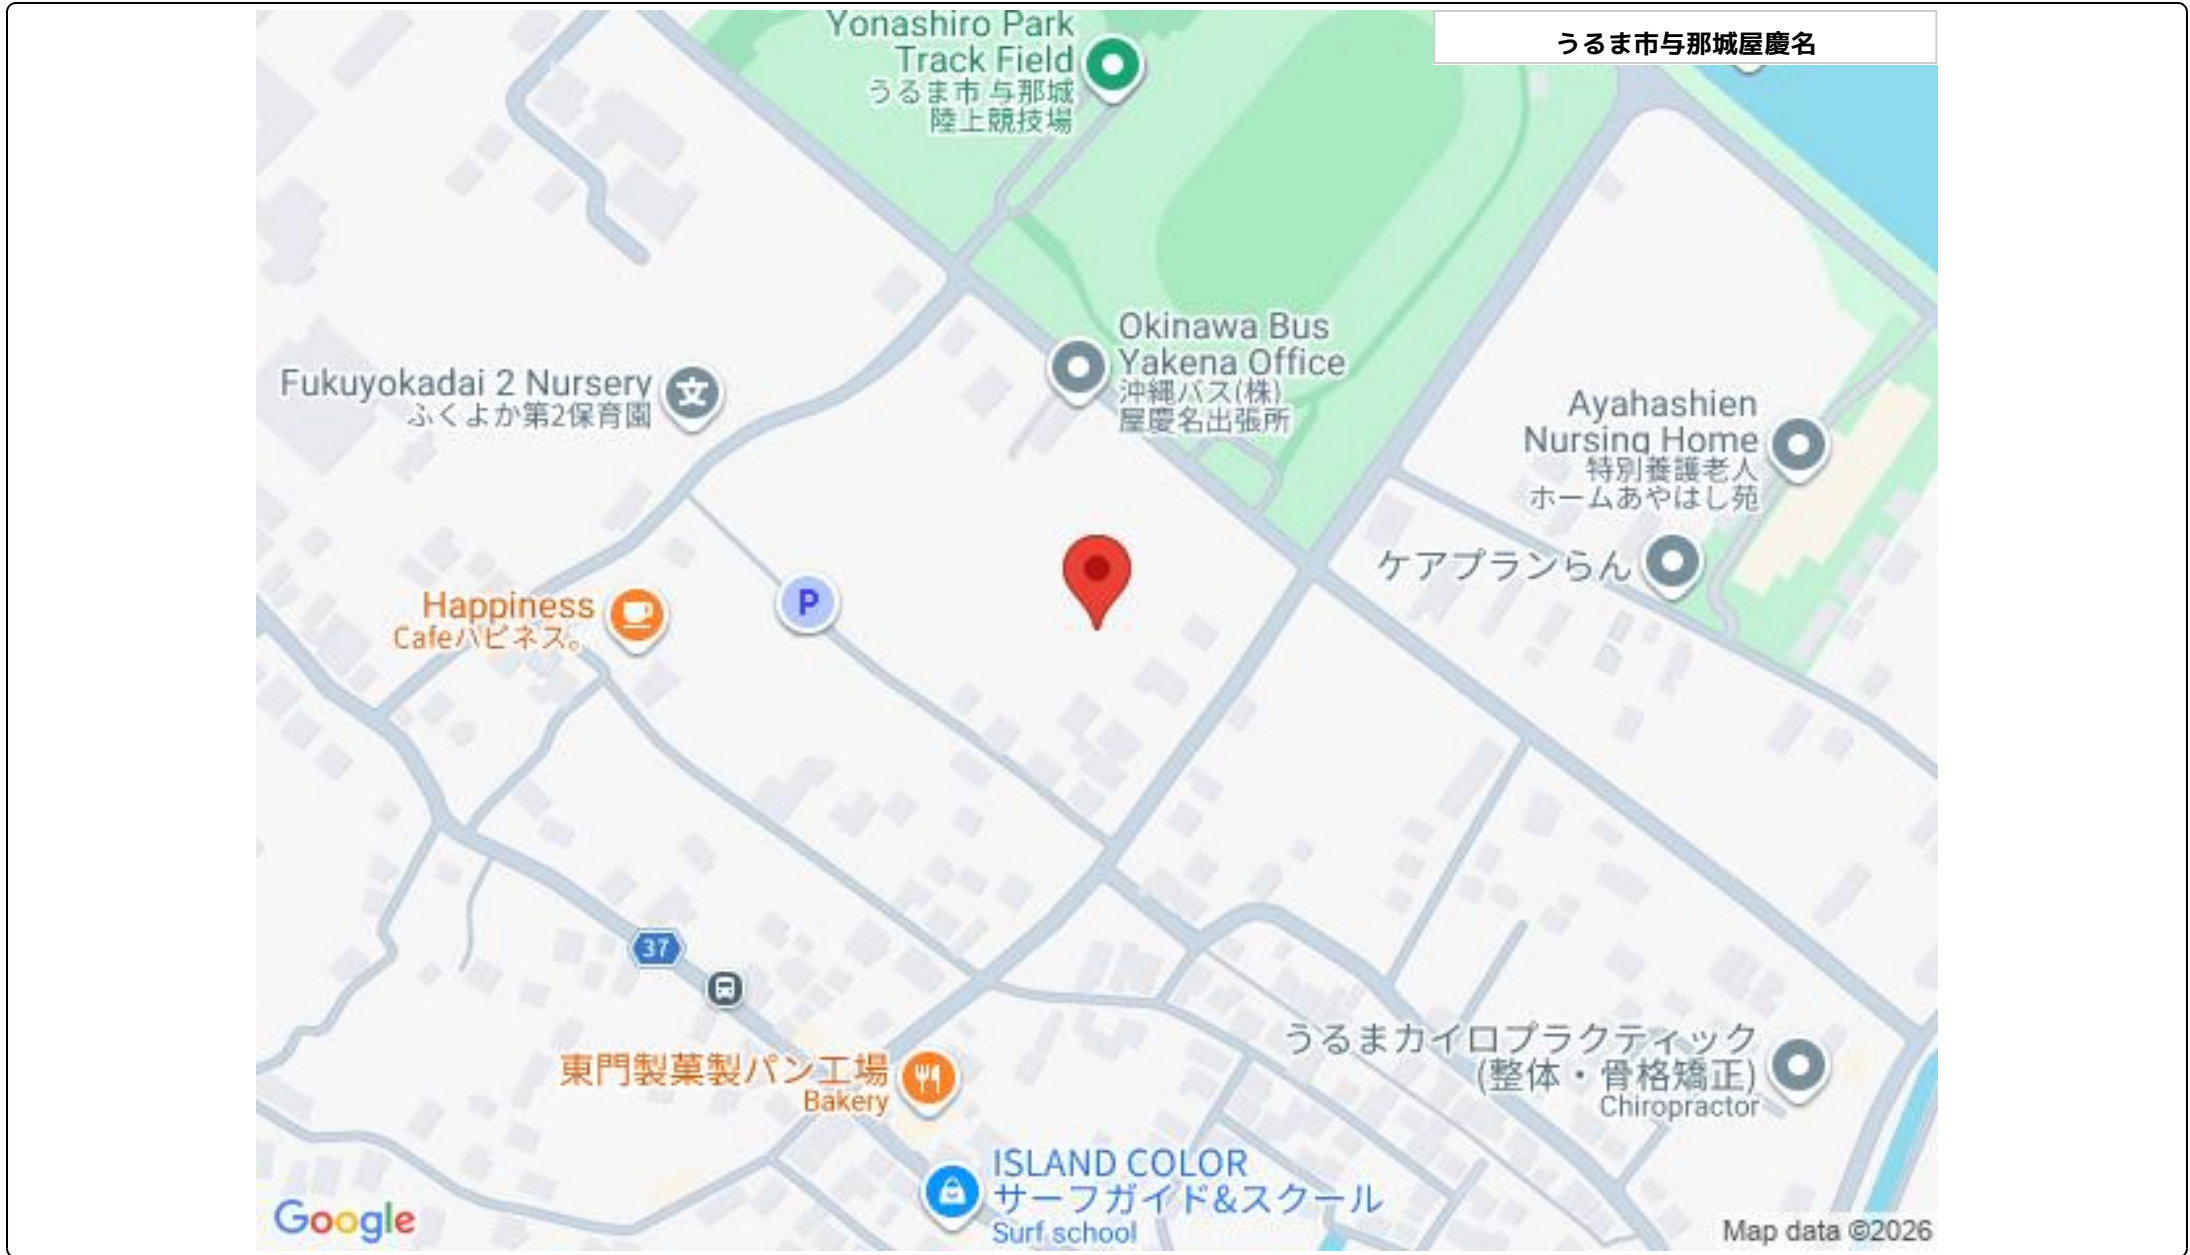 うるま市与那城屋慶名
Yonashiro Park
Track Field
うるま市 与那城
陸上競技場
Okinawa Bus
Yakena Office
沖縄バス(株)
屋慶名出張所
Fukuyokadai 2 Nursery
ふくよか第2保育園
文
Ayahashien
Nursing Home
特別養護老人
ホームあやはし苑
ケアプランらん
P
Happiness
Cafeハピネス。
37
うるまカイロプラクティック
(整体・骨格矯正)
Chiropractor
東門製菓製パン工場
Bakery
ISLAND COLOR
サーフガイド&スクール
Surf school
Google
Map data ©2026